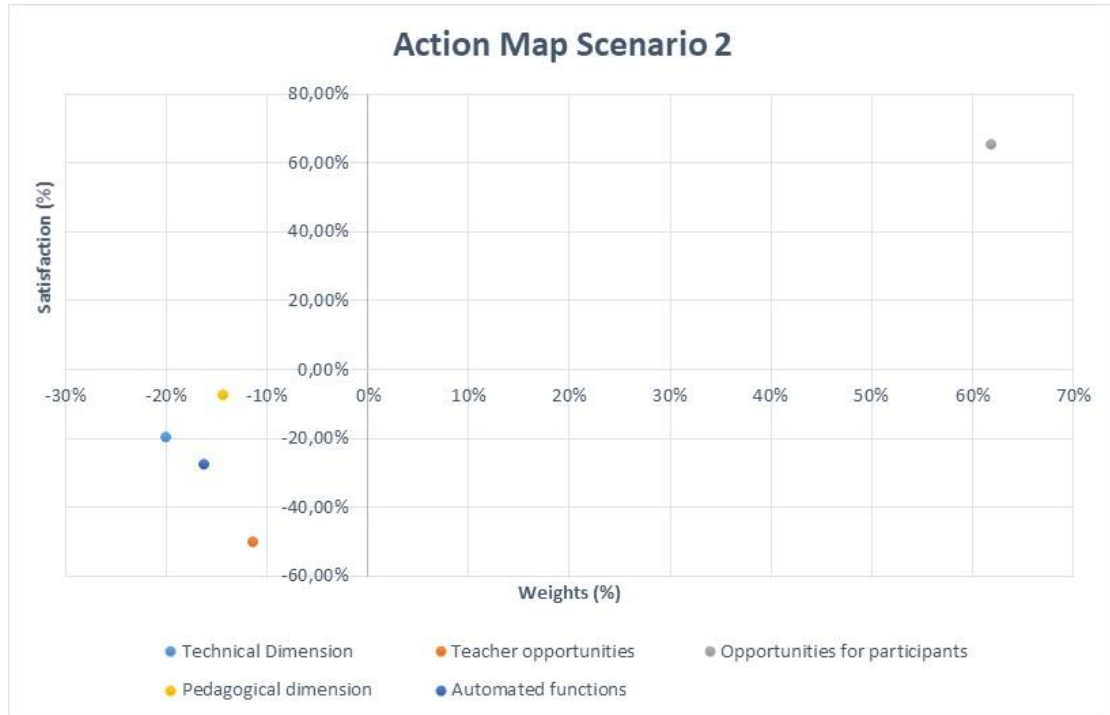 Action Map Scenario 2
80,00%
60,00%
40,00%
20,00%
0,00%
-30% -20% -10% 0% 10% 20% 30% 40% 50% 60% 70%
-20,00%
-40,00%
-60,00%
Satisfaction (%)
Weights (%)
Technical Dimension Teacher opportunities Opportunities for participants
Pedagogical dimension Automated functions